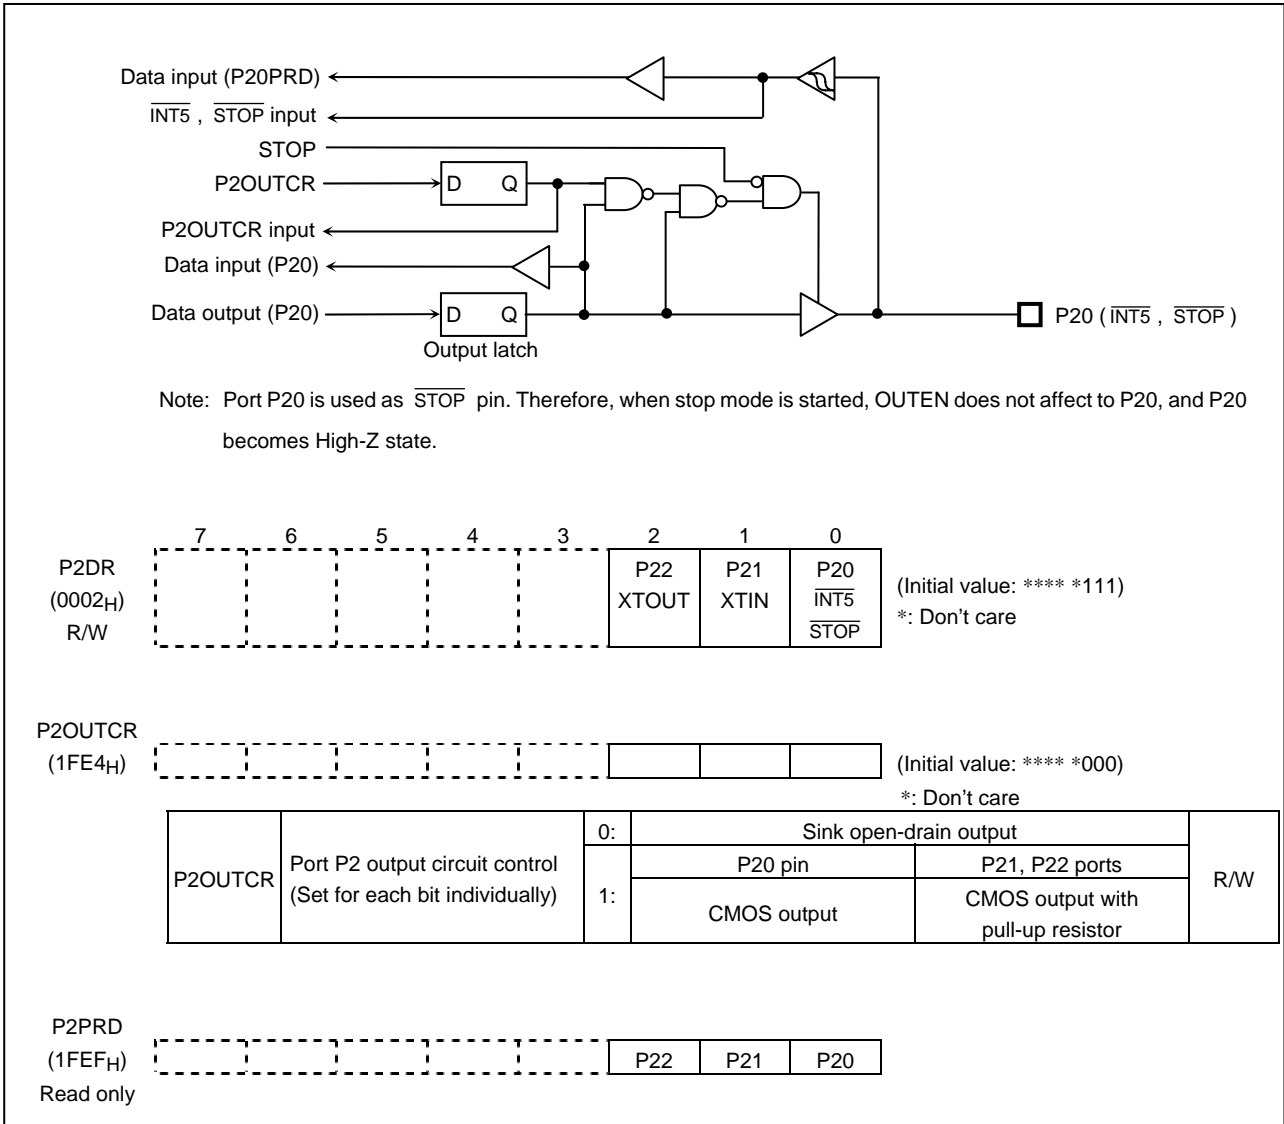 Data input (P20PRD)
INT5 , STOP input
STOP
P2OUTCR
D Q
P2OUTCR input
Data input (P20)
Data output (P20)
D Q
P20 ( INT5 , STOP )
Output latch
Note: Port P20 is used as STOP pin. Therefore, when stop mode is started, OUTEN does not affect to P20, and P20
becomes High-Z state.
7 6 5 4 3 2 1 0
P2DR
(0002H)
R/W
P22
XTOUT
P21
XTIN
P20
INT5
STOP
(Initial value: **** *111)
*: Don't care
P2OUTCR
(1FE4H)
(Initial value: **** *000)
*: Don't care
P2OUTCR
Port P2 output circuit control
(Set for each bit individually)
0:
Sink open-drain output
1:
P20 pin
P21, P22 ports
CMOS output
CMOS output with
pull-up resistor
R/W
P2PRD
(1FEFH)
Read only
P22 P21 P20